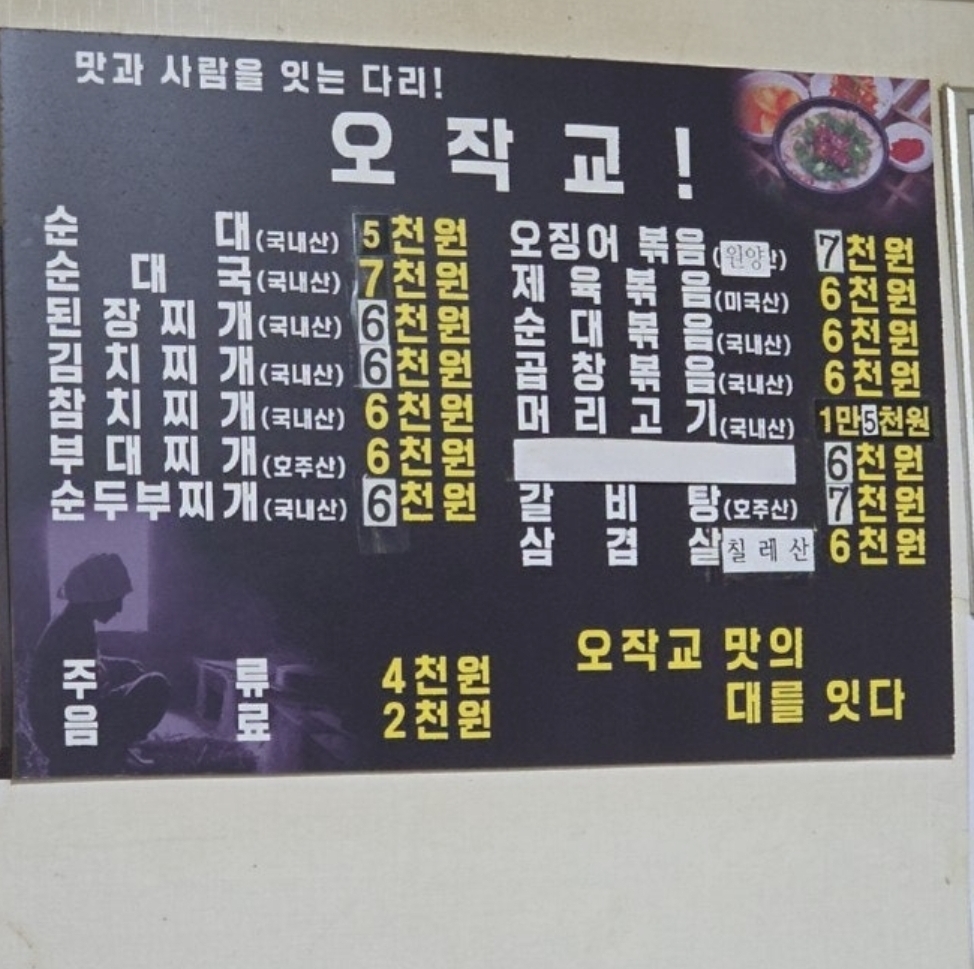 맛과 사람을 잇는 다리!
오작교!
순대(국내산) 5천원
순대국(국내산) 7천원
된장찌개(국내산) 6천원
김치찌개(국내산) 6천원
참치찌개(국내산) 6천원
부대찌개(호주산) 6천원
순두부찌개(국내산) 6천원
오징어볶음(원양) 7천원
제육볶음(미국산) 6천원
순대볶음(국내산) 6천원
곱창볶음(국내산) 6천원
머리고기(국내산) 1만5천원
6천원
갈비탕(호주산) 7천원
삼겹살 칠레산 6천원
주류 4천원
음료 2천원
오작교 맛의
대를 잇다